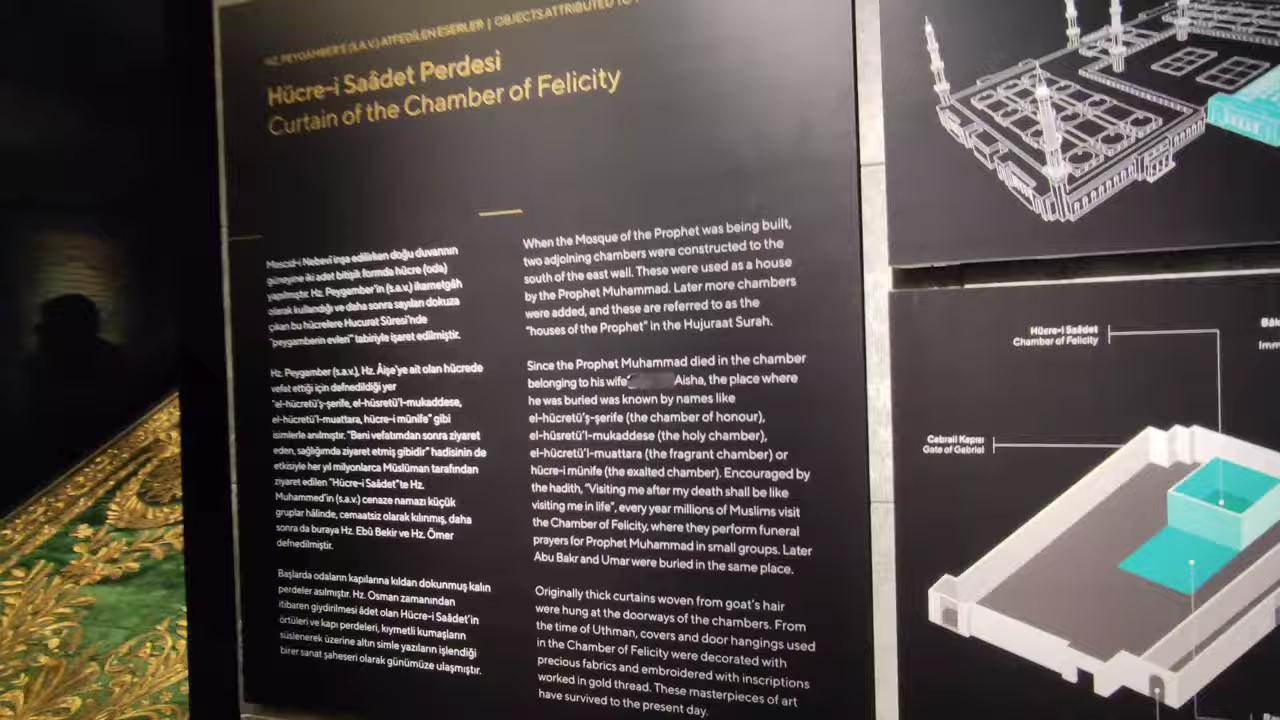 HZ. PEYGAMBER'E (S.A.V.) ATFEDİLEN ESERLER | OBJECTS ATTRIBUTED TO
Hücre-i Saâdet Perdesi
Curtain of the Chamber of Felicity
Mescid-i Nebevî inşa edilirken doğu duvarının
güneyine iki adet bitişik formda hücre (oda)
yapılmıştır. Hz. Peygamber'in (s.a.v.) ikametgâh
olarak kullandığı ve daha sonra sayıları dokuza
çıkan bu hücrelere Hucurat Sûresi'nde
"peygamberin evleri" tabiriyle işaret edilmiştir.
Hz. Peygamber (s.a.v.), Hz. Âişe'ye ait olan hücrede
vefat ettiği için defnedildiği yer
"el-hücretü'ş-şerife, el-hüsretü'l-mukaddese,
el-hücretü'l-muattara, hücre-i münife" gibi
isimlerle anılmıştır. "Beni vefatımdan sonra ziyaret
eden, sağlığımda ziyaret etmiş gibidir" hadisinin de
etkisiyle her yıl milyonlarca Müslüman tarafından
ziyaret edilen "Hücre-i Saâdet"te Hz.
Muhammed'in (s.a.v.) cenaze namazı küçük
gruplar hâlinde, cemaatsiz olarak kılınmış, daha
sonra da buraya Hz. Ebû Bekir ve Hz. Ömer
defnedilmiştir.
Başlarda odaların kapılarına kıldan dokunmuş kalın
perdeler asılmıştır. Hz. Osman zamanından
itibaren giydirilmesi âdet olan Hücre-i Saâdet'in
örtüleri ve kapı perdeleri, kıymetli kumaşların
süslenerek üzerine altın simle yazıların işlendiği
birer sanat şaheseri olarak günümüze ulaşmıştır.
When the Mosque of the Prophet was being built,
two adjoining chambers were constructed to the
south of the east wall. These were used as a house
by the Prophet Muhammad. Later more chambers
were added, and these are referred to as the
"houses of the Prophet" in the Hujuraat Surah.
Since the Prophet Muhammad died in the chamber
belonging to his wife Aisha, the place where
he was buried was known by names like
el-hücretü'ş-şerife (the chamber of honour),
el-hüsretü'l-mukaddese (the holy chamber),
el-hücretü'l-muattara (the fragrant chamber) or
hücre-i münife (the exalted chamber). Encouraged by
the hadith, "Visiting me after my death shall be like
visiting me in life", every year millions of Muslims visit
the Chamber of Felicity, where they perform funeral
prayers for Prophet Muhammad in small groups. Later
Abu Bakr and Umar were buried in the same place.
Originally thick curtains woven from goat's hair
were hung at the doorways of the chambers. From
the time of Uthman, covers and door hangings used
in the Chamber of Felicity were decorated with
precious fabrics and embroidered with inscriptions
worked in gold thread. These masterpieces of art
have survived to the present day.
Hücre-i Saâdet
Chamber of Felicity
Cebrail Kapısı
Gate of Gabriel